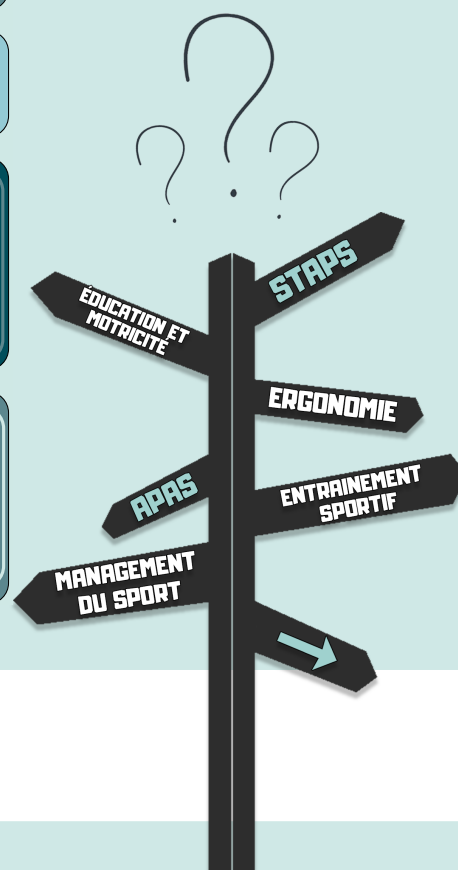 STAPS
ÉDUCATION ET
MOTRICITÉ
ERGONOMIE
APAS
ENTRAINEMENT
SPORTIF
MANAGEMENT
DU SPORT